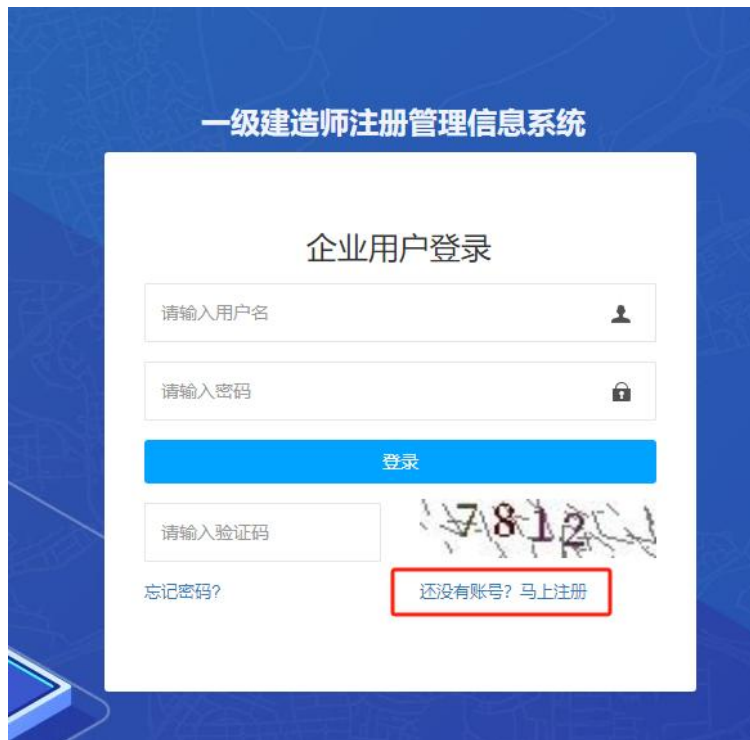 一级建造师注册管理信息系统
企业用户登录
请输入用户名
请输入密码
登录
请输入验证码
7812
忘记密码?
还没有账号? 马上注册